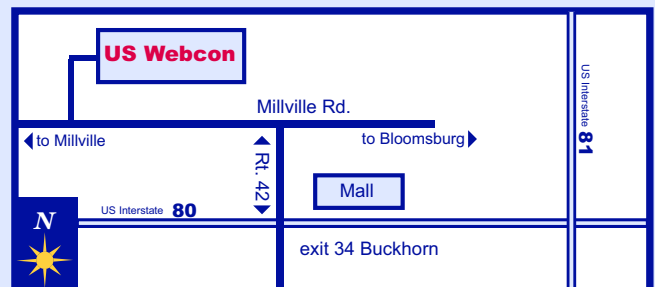 US Webcon
Millville Rd.
to Millville
to Bloomsburg
US Interstate 81
Rt. 42
Mall
US Interstate 80
N
exit 34 Buckhorn